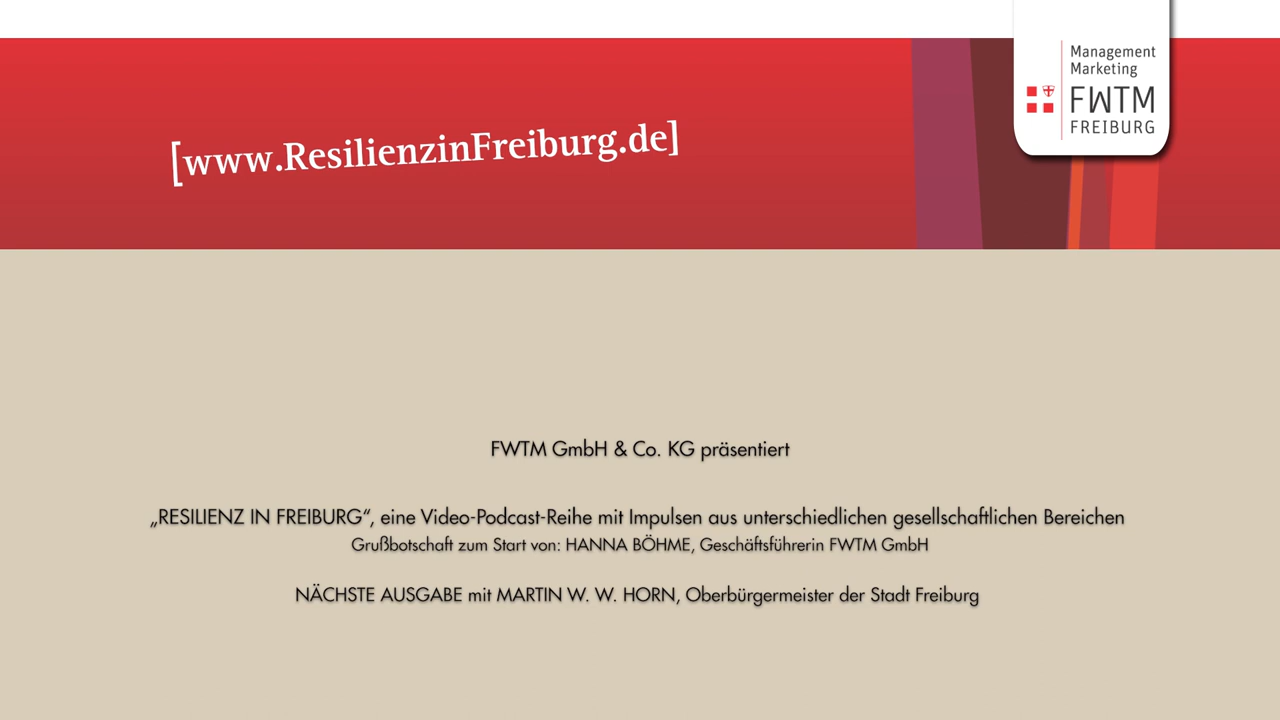 Management
Marketing
FWTM
FREIBURG
[www.ResilienzinFreiburg.de]
FWTM GmbH & Co. KG präsentiert
„RESILIENZ IN FREIBURG“, eine Video-Podcast-Reihe mit Impulsen aus unterschiedlichen gesellschaftlichen Bereichen
Grußbotschaft zum Start von: HANNA BÖHME, Geschäftsführerin FWTM GmbH
NÄCHSTE AUSGABE mit MARTIN W. W. HORN, Oberbürgermeister der Stadt Freiburg